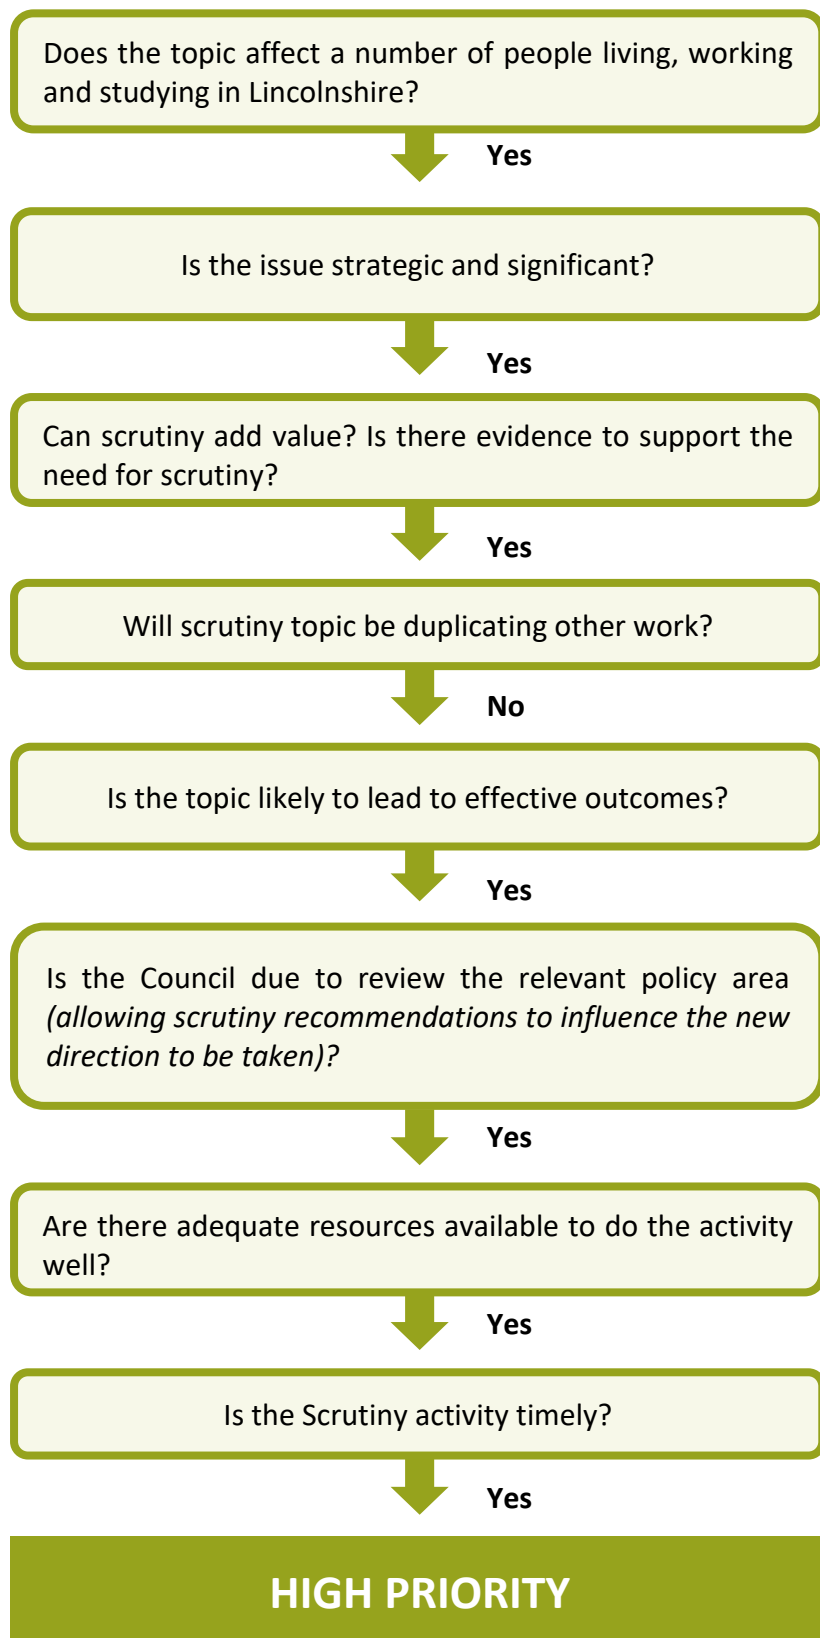 Does the topic affect a number of people living, working
and studying in Lincolnshire?
Yes
Is the issue strategic and significant?
Yes
Can scrutiny add value? Is there evidence to support the
need for scrutiny?
Yes
Will scrutiny topic be duplicating other work?
No
Is the topic likely to lead to effective outcomes?
Yes
Is the Council due to review the relevant policy area
(allowing scrutiny recommendations to influence the new
direction to be taken)?
Yes
Are there adequate resources available to do the activity
well?
Yes
Is the Scrutiny activity timely?
Yes
HIGH PRIORITY